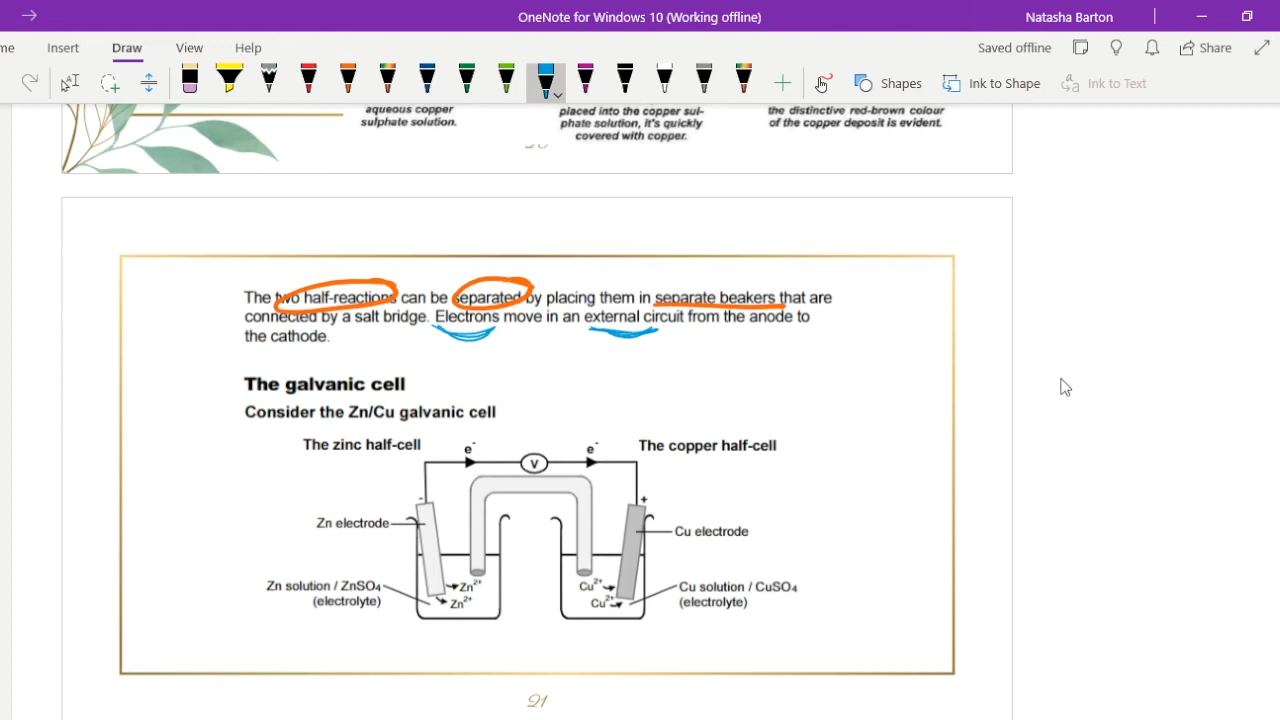 OneNote for Windows 10 (Working offline)
Natasha Barton
me
Insert
Draw
View
Help
Saved offline
Share
Shapes
Ink to Shape
Ink to Text
aqueous copper
sulphate solution.
placed into the copper sul-
phate solution, it's quickly
covered with copper.
the distinctive red-brown colour
of the copper deposit is evident.
The two half-reactions can be separated by placing them in separate beakers that are
connected by a salt bridge. Electrons move in an external circuit from the anode to
the cathode.
The galvanic cell
Consider the Zn/Cu galvanic cell
The zinc half-cell
e⁻
V
e⁻
The copper half-cell
-
+
Zn electrode
Cu electrode
Zn solution / ZnSO4
(electrolyte)
Zn²⁺
Zn²⁺
Cu²⁺
Cu²⁺
Cu solution / CuSO4
(electrolyte)
21